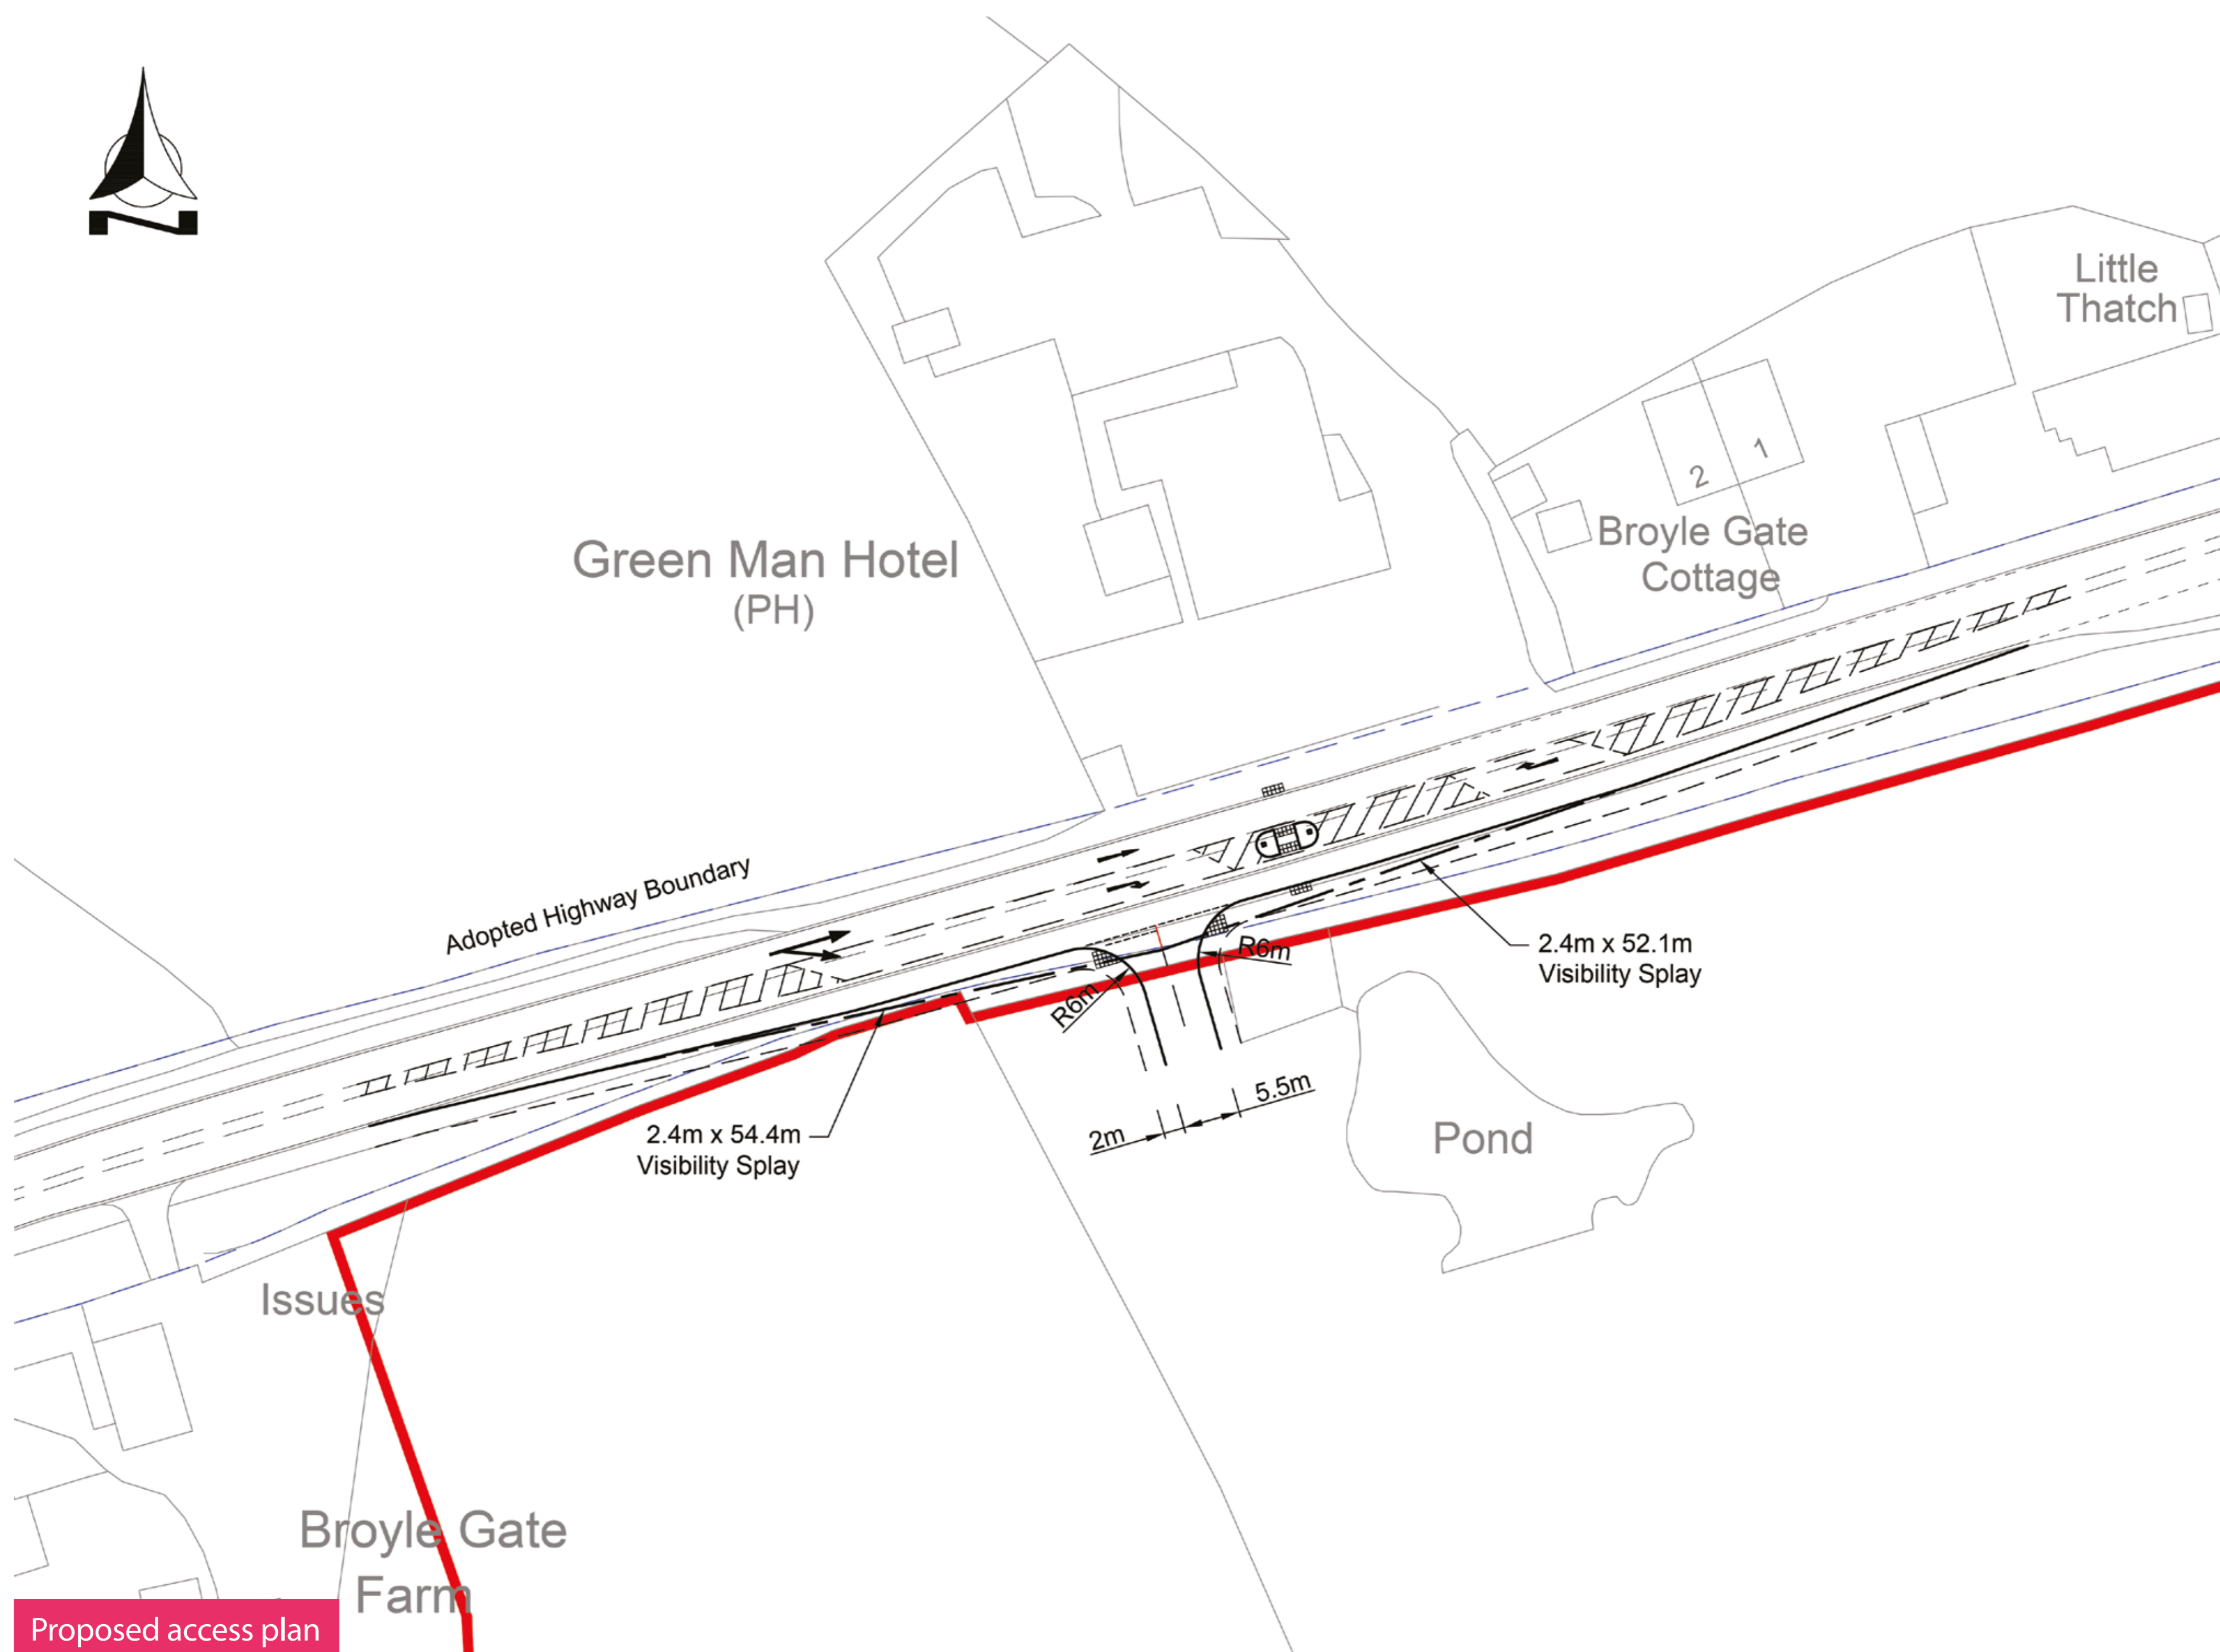 N
Little
Thatch
1
2
Broyle Gate
Cottage
Green Man Hotel
(PH)
Adopted Highway Boundary
R6m
R6m
2.4m x 52.1m
Visibility Splay
5.5m
2m
2.4m x 54.4m
Visibility Splay
Pond
Issues
Broyle Gate
Farm
Proposed access plan